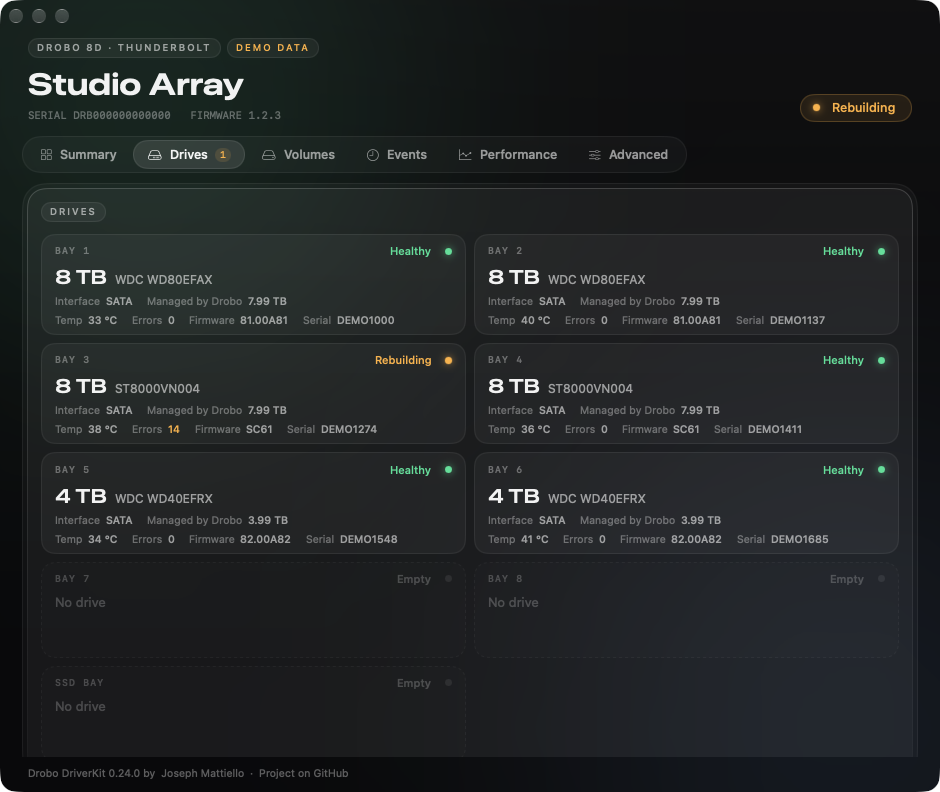 DROBO 8D · THUNDERBOLT DEMO DATA
Studio Array
SERIAL DRB000000000000 FIRMWARE 1.2.3
Rebuilding
Summary Drives 1 Volumes Events Performance Advanced
DRIVES
BAY 1 Healthy
8 TB WDC WD80EFAX
Interface SATA Managed by Drobo 7.99 TB
Temp 33 °C Errors 0 Firmware 81.00A81 Serial DEMO1000
BAY 2 Healthy
8 TB WDC WD80EFAX
Interface SATA Managed by Drobo 7.99 TB
Temp 40 °C Errors 0 Firmware 81.00A81 Serial DEMO1137
BAY 3 Rebuilding
8 TB ST8000VN004
Interface SATA Managed by Drobo 7.99 TB
Temp 38 °C Errors 14 Firmware SC61 Serial DEMO1274
BAY 4 Healthy
8 TB ST8000VN004
Interface SATA Managed by Drobo 7.99 TB
Temp 36 °C Errors 0 Firmware SC61 Serial DEMO1411
BAY 5 Healthy
4 TB WDC WD40EFRX
Interface SATA Managed by Drobo 3.99 TB
Temp 34 °C Errors 0 Firmware 82.00A82 Serial DEMO1548
BAY 6 Healthy
4 TB WDC WD40EFRX
Interface SATA Managed by Drobo 3.99 TB
Temp 41 °C Errors 0 Firmware 82.00A82 Serial DEMO1685
BAY 7 Empty
No drive
BAY 8 Empty
No drive
SSD BAY Empty
No drive
Drobo DriverKit 0.24.0 by Joseph Mattiello · Project on GitHub